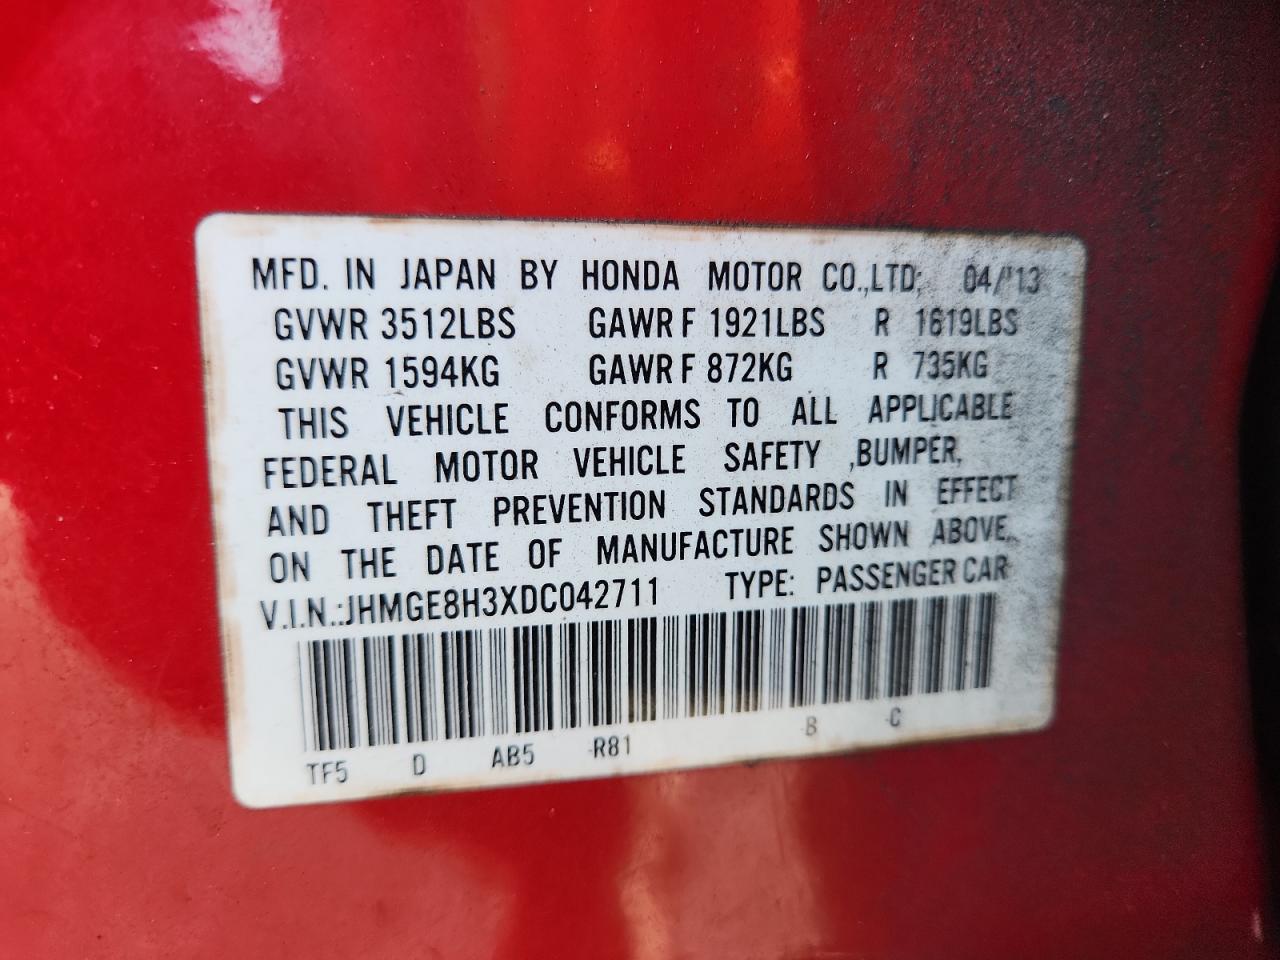 MFD. IN JAPAN BY HONDA MOTOR CO.,LTD; 04/'13
GVWR 3512LBS GAWR F 1921LBS R 1619LBS
GVWR 1594KG GAWR F 872KG R 735KG
THIS VEHICLE CONFORMS TO ALL APPLICABLE
FEDERAL MOTOR VEHICLE SAFETY ,BUMPER,
AND THEFT PREVENTION STANDARDS IN EFFECT
ON THE DATE OF MANUFACTURE SHOWN ABOVE.
V.I.N.:JHMGE8H3XDC042711 TYPE: PASSENGER CAR
TF5 D AB5 -R81 -B -C